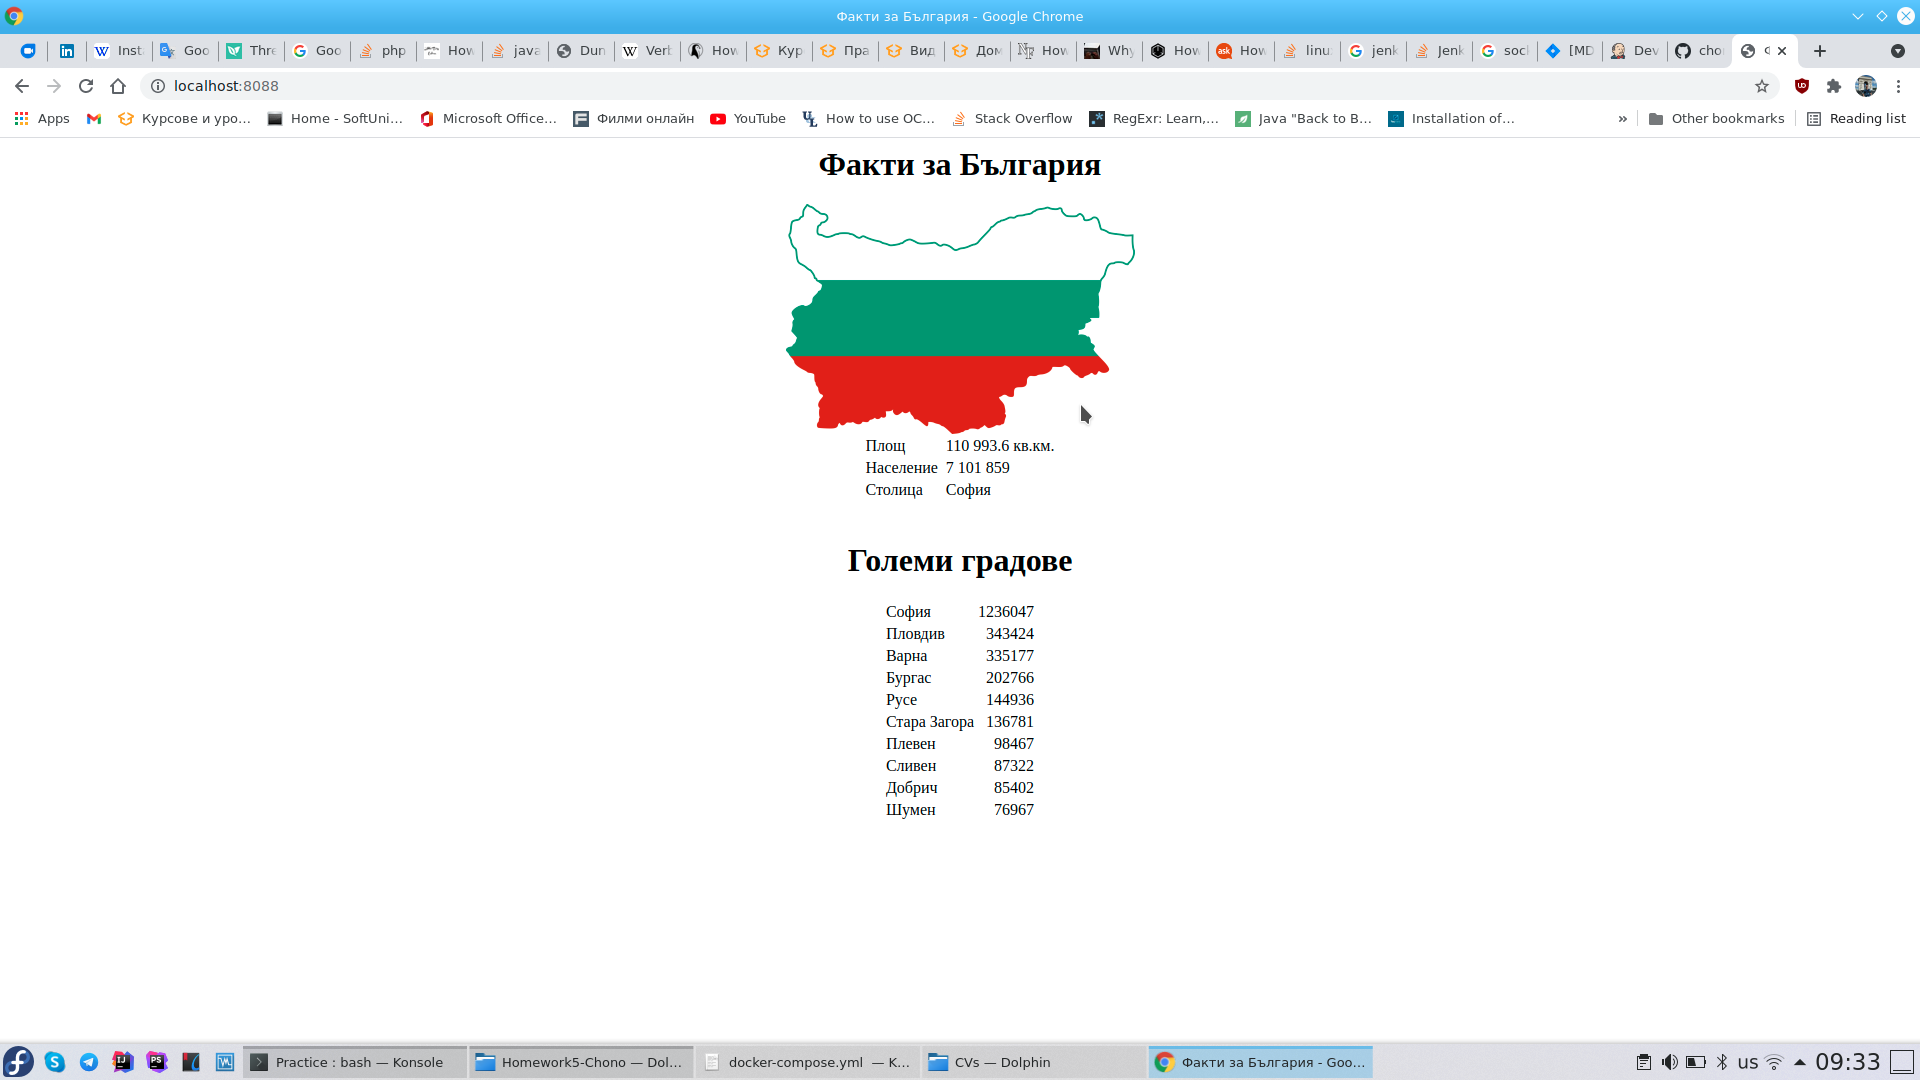 Факти за България - Google Chrome
Inst
Goo
Thre
Goo
php
How
java
Dun
Verb
How
Кур
Пра
Вид
Дом
How
Why
How
How
linu
jenk
Jenk
socl
[MD
Dev
cho
localhost:8088
Apps
Курсове и уро...
Home - SoftUni...
Microsoft Office...
Филми онлайн
YouTube
How to use OC...
Stack Overflow
RegExr: Learn,...
Java "Back to B...
Installation of...
»
Other bookmarks
Reading list
Факти за България
Площ 110 993.6 кв.км.
Население 7 101 859
Столица София
Големи градове
София 1236047
Пловдив 343424
Варна 335177
Бургас 202766
Русе 144936
Стара Загора 136781
Плевен 98467
Сливен 87322
Добрич 85402
Шумен 76967
Practice : bash — Konsole
Homework5-Chono — Dol...
docker-compose.yml — K...
CVs — Dolphin
Факти за България - Goo...
us
09:33